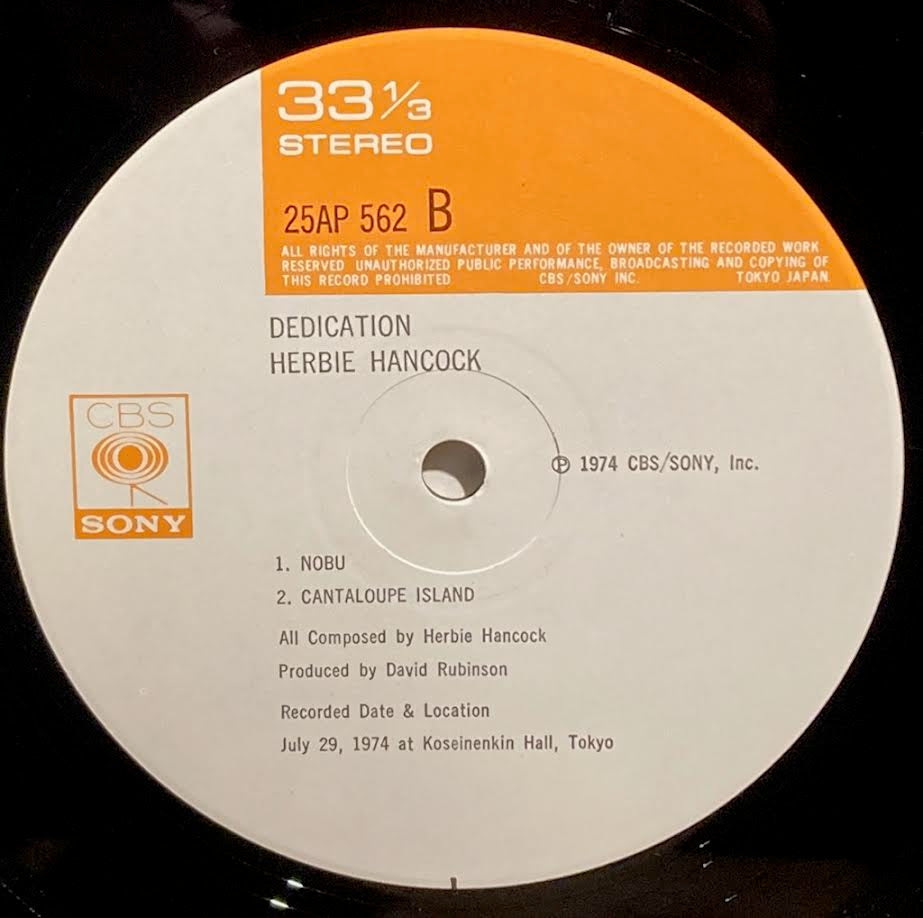 33 1/3
STEREO
25AP 562 B
ALL RIGHTS OF THE MANUFACTURER AND OF THE OWNER OF THE RECORDED WORK
RESERVED UNAUTHORIZED PUBLIC PERFORMANCE, BROADCASTING AND COPYING OF
THIS RECORD PROHIBITED CBS/SONY INC. TOKYO JAPAN
DEDICATION
HERBIE HANCOCK
CBS
SONY
Ⓟ 1974 CBS/SONY, Inc.
1. NOBU
2. CANTALOUPE ISLAND
All Composed by Herbie Hancock
Produced by David Rubinson
Recorded Date & Location
July 29, 1974 at Koseinenkin Hall, Tokyo